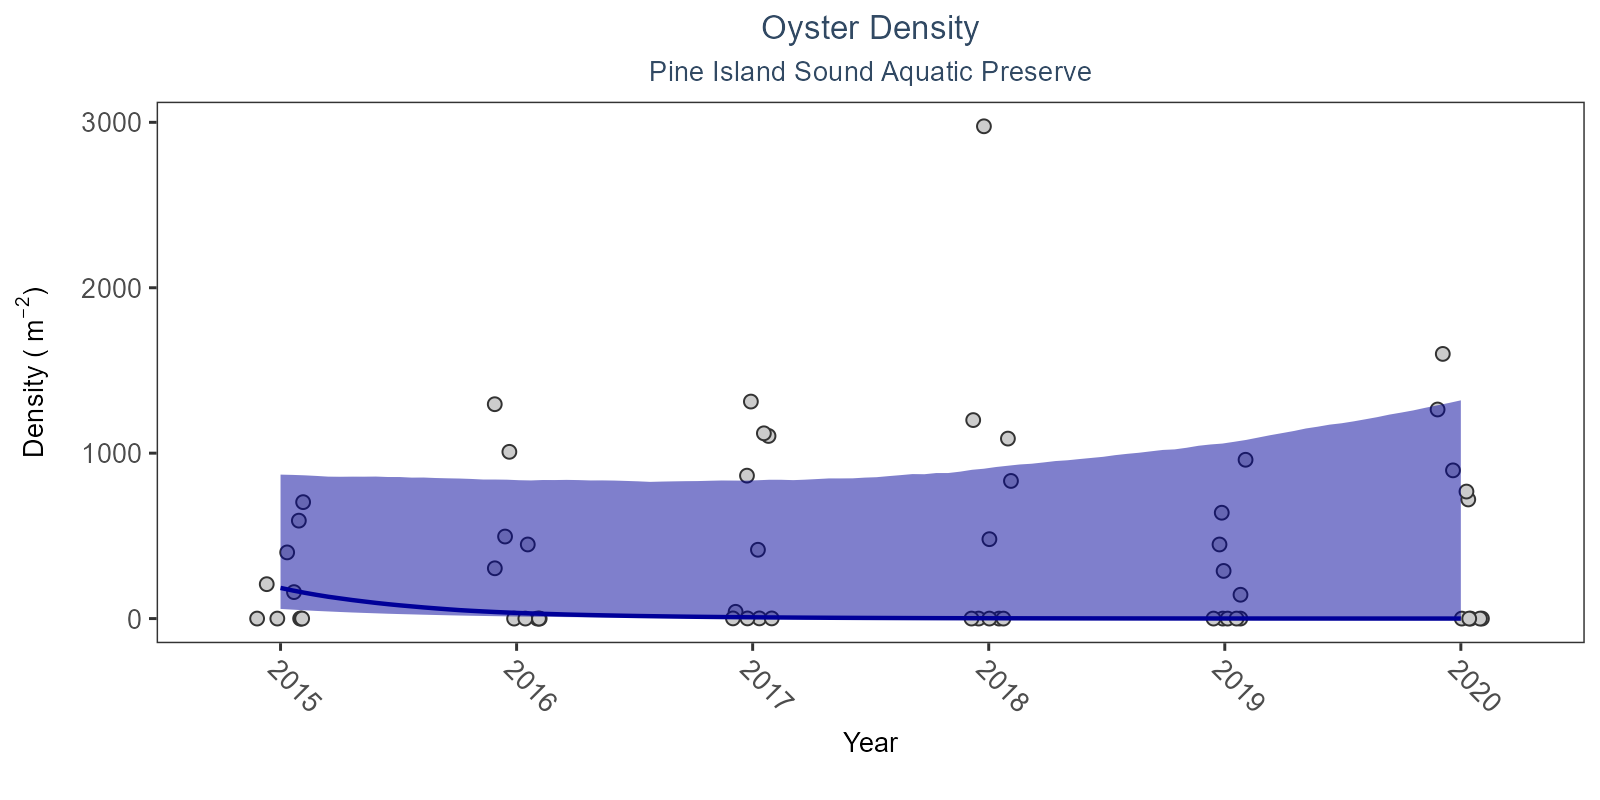 Oyster Density
Pine Island Sound Aquatic Preserve
Density ( m⁻²)
3000
2000
1000
0
2015
2016
2017
2018
2019
2020
Year